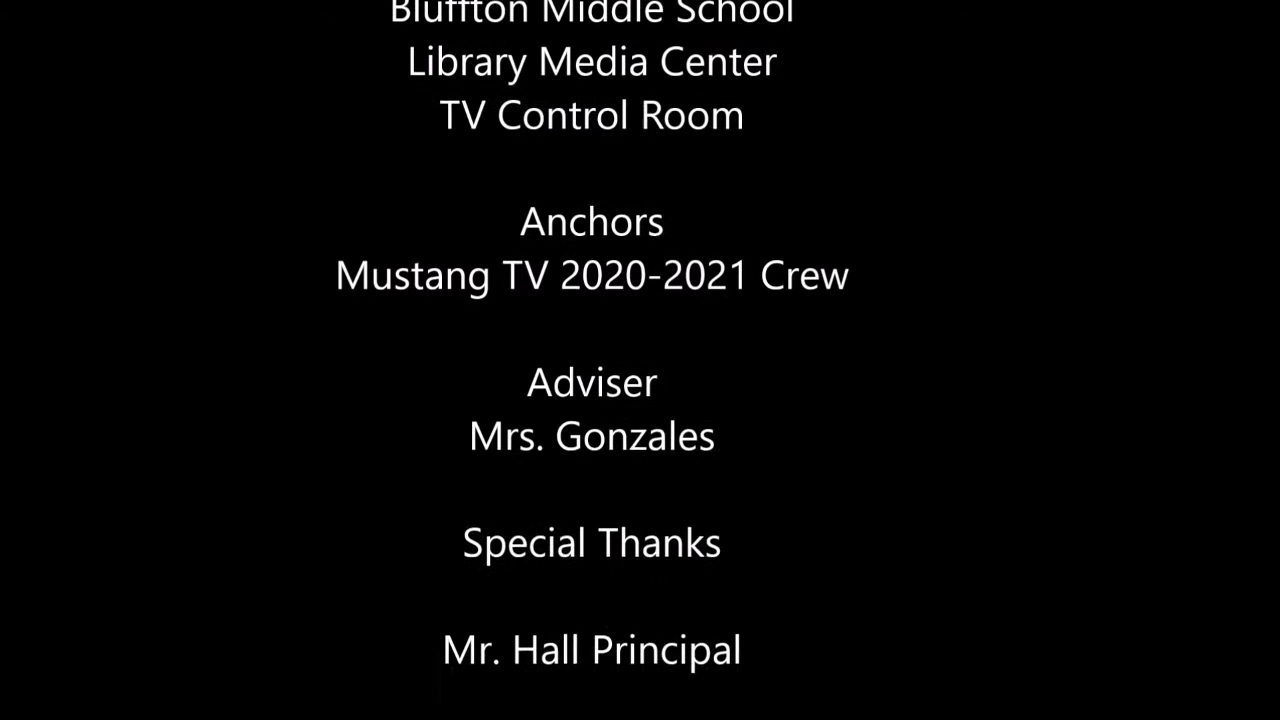 Bluffton Middle School
Library Media Center
TV Control Room
Anchors
Mustang TV 2020-2021 Crew
Adviser
Mrs. Gonzales
Special Thanks
Mr. Hall Principal